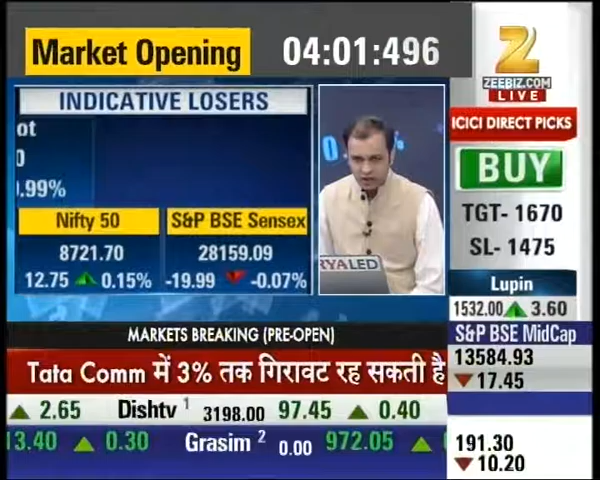 Market Opening
04:01:496
ZEEBIZ.COM
LIVE
INDICATIVE LOSERS
ot
0
.99%
ICICI DIRECT PICKS
BUY
TGT- 1670
SL- 1475
Nifty 50
S&P BSE Sensex
8721.70
28159.09
12.75 0.15%
-19.99 -0.07%
RYALED
Lupin
1532.00 3.60
MARKETS BREAKING (PRE-OPEN)
S&P BSE MidCap
13584.93
17.45
Tata Comm में 3% तक गिरावट रह सकती है
2.65 Dishtv 1 3198.00 97.45 0.40
13.40 0.30 Grasim 2 0.00 972.05
191.30
10.20